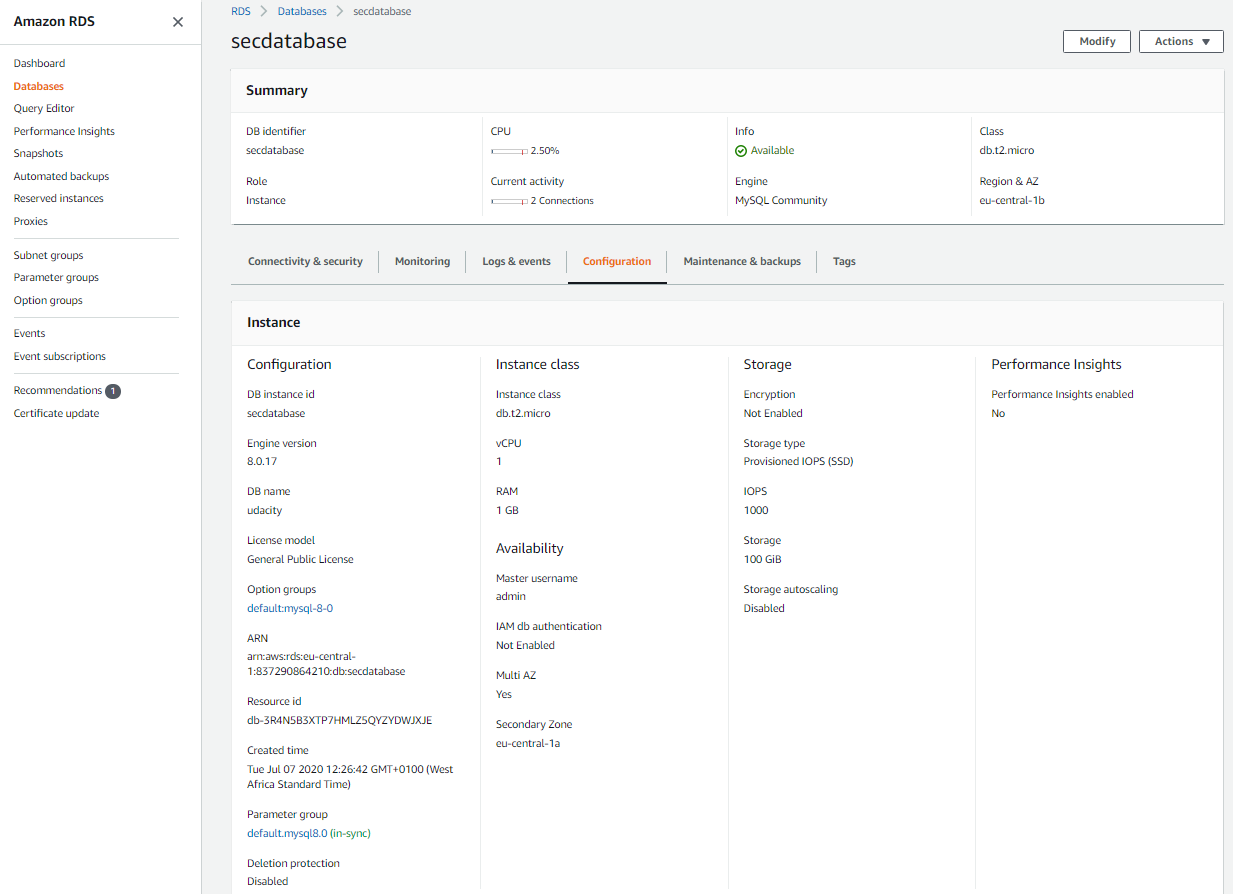 Amazon RDS
Dashboard
Databases
Query Editor
Performance Insights
Snapshots
Automated backups
Reserved instances
Proxies
Subnet groups
Parameter groups
Option groups
Events
Event subscriptions
Recommendations 1
Certificate update
RDS > Databases > secdatabase
secdatabase
Modify
Actions
Summary
DB identifier
secdatabase
Role
Instance
CPU
2.50%
Current activity
2 Connections
Info
Available
Engine
MySQL Community
Class
db.t2.micro
Region & AZ
eu-central-1b
Connectivity & security
Monitoring
Logs & events
Configuration
Maintenance & backups
Tags
Instance
Configuration
DB instance id
secdatabase
Engine version
8.0.17
DB name
udacity
License model
General Public License
Option groups
default:mysql-8-0
ARN
arn:aws:rds:eu-central-
1:837290864210:db:secdatabase
Resource id
db-3R4N5B3XTP7HMLZ5QYZYDWJXJE
Created time
Tue Jul 07 2020 12:26:42 GMT+0100 (West
Africa Standard Time)
Parameter group
default.mysql8.0 (in-sync)
Deletion protection
Disabled
Instance class
Instance class
db.t2.micro
vCPU
1
RAM
1 GB
Availability
Master username
admin
IAM db authentication
Not Enabled
Multi AZ
Yes
Secondary Zone
eu-central-1a
Storage
Encryption
Not Enabled
Storage type
Provisioned IOPS (SSD)
IOPS
1000
Storage
100 GiB
Storage autoscaling
Disabled
Performance Insights
Performance Insights enabled
No